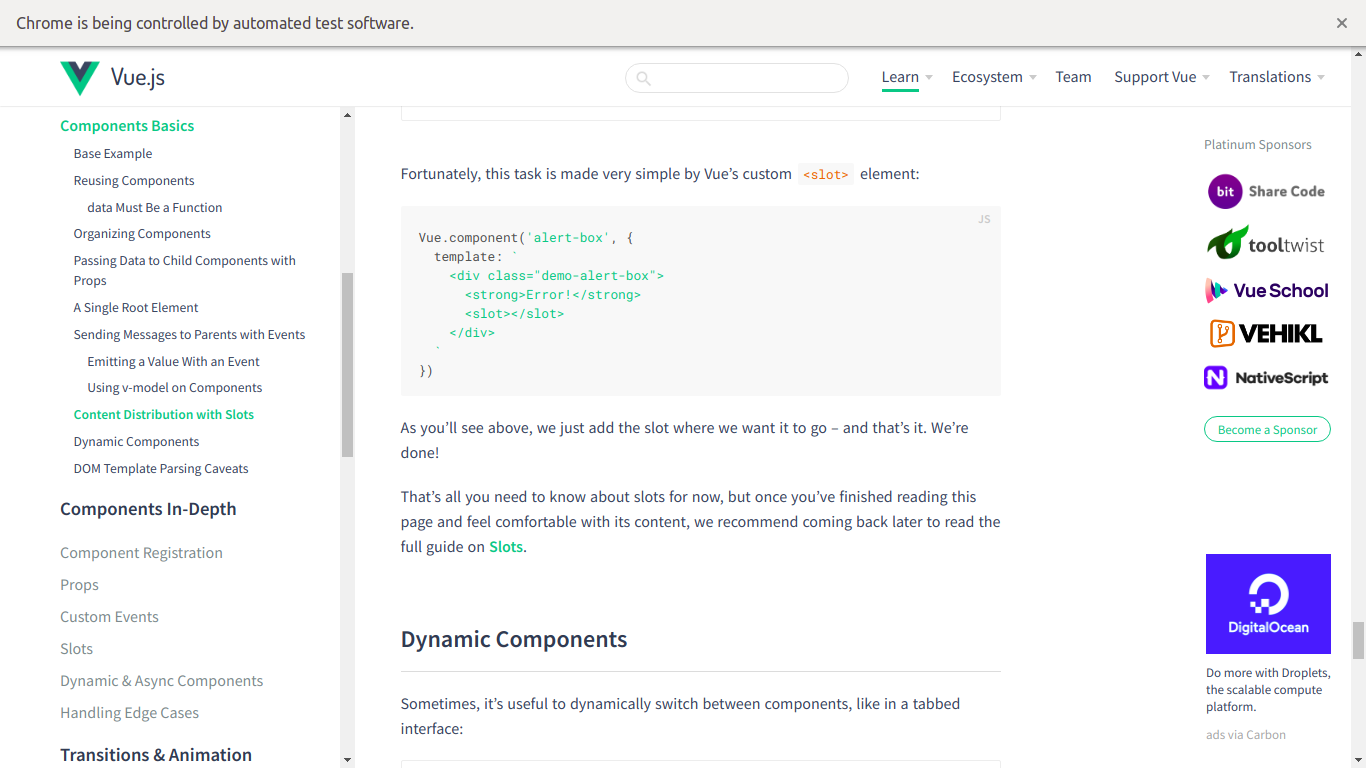 Chrome is being controlled by automated test software.
Vue.js
Learn
Ecosystem
Team
Support Vue
Translations
Components Basics
Base Example
Reusing Components
data Must Be a Function
Organizing Components
Passing Data to Child Components with
Props
A Single Root Element
Sending Messages to Parents with Events
Emitting a Value With an Event
Using v-model on Components
Content Distribution with Slots
Dynamic Components
DOM Template Parsing Caveats
Components In-Depth
Component Registration
Props
Custom Events
Slots
Dynamic & Async Components
Handling Edge Cases
Transitions & Animation
Fortunately, this task is made very simple by Vue’s custom <slot> element:
JS
Vue.component('alert-box', {
  template: `
    <div class="demo-alert-box">
      <strong>Error!</strong>
      <slot></slot>
    </div>
  `
})
As you’ll see above, we just add the slot where we want it to go – and that’s it. We’re
done!
That’s all you need to know about slots for now, but once you’ve finished reading this
page and feel comfortable with its content, we recommend coming back later to read the
full guide on Slots.
Dynamic Components
Sometimes, it’s useful to dynamically switch between components, like in a tabbed
interface:
Platinum Sponsors
bit Share Code
tooltwist
Vue School
VEHIKL
N NativeScript
Become a Sponsor
DigitalOcean
Do more with Droplets,
the scalable compute
platform.
ads via Carbon